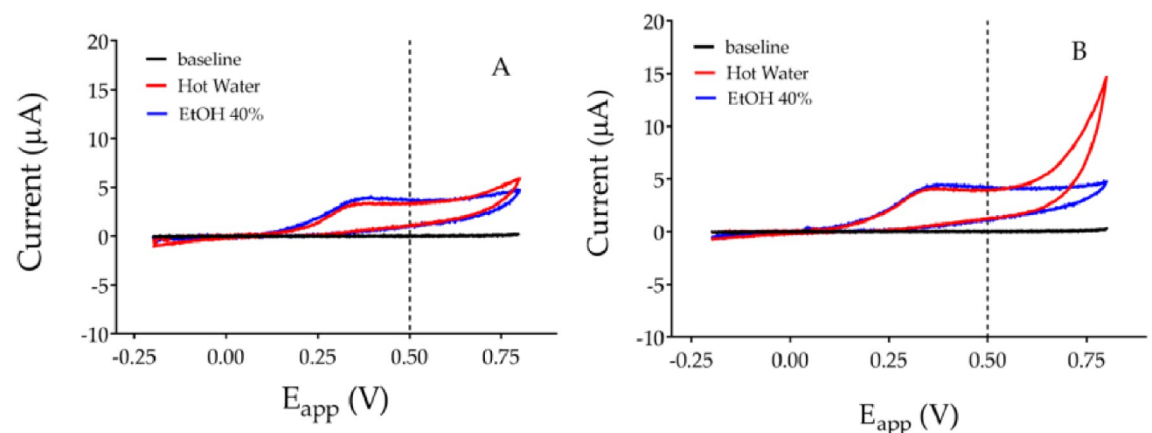 A
baseline
Hot Water
EtOH 40%
Current (µA)
20
15
10
5
0
-5
-10
-0.25 0.00 0.25 0.50 0.75
Eapp (V)
B
baseline
Hot Water
EtOH 40%
Current (µA)
20
15
10
5
0
-5
-10
-0.25 0.00 0.25 0.50 0.75
Eapp (V)